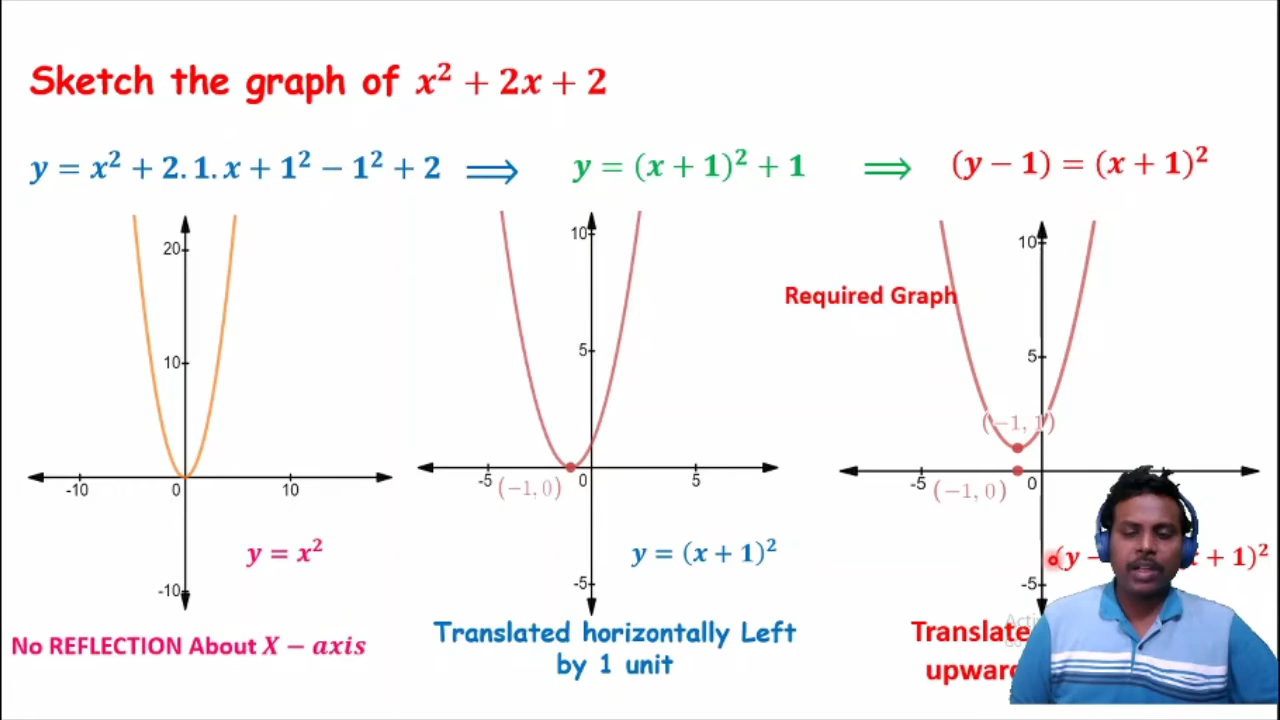 Sketch the graph of x² + 2x + 2
y = x² + 2.1.x + 1² − 1² + 2 ⟹ y = (x + 1)² + 1 ⟹ (y − 1) = (x + 1)²
20
10
-10 0 10
-10
y = x²
No REFLECTION About X − axis
10
5
-5 0 5
(−1, 0)
-5
y = (x + 1)²
Translated horizontally Left
by 1 unit
10
Required Graph
5
(−1, 1)
-5 0
(−1, 0)
(y − + 1)²
-5